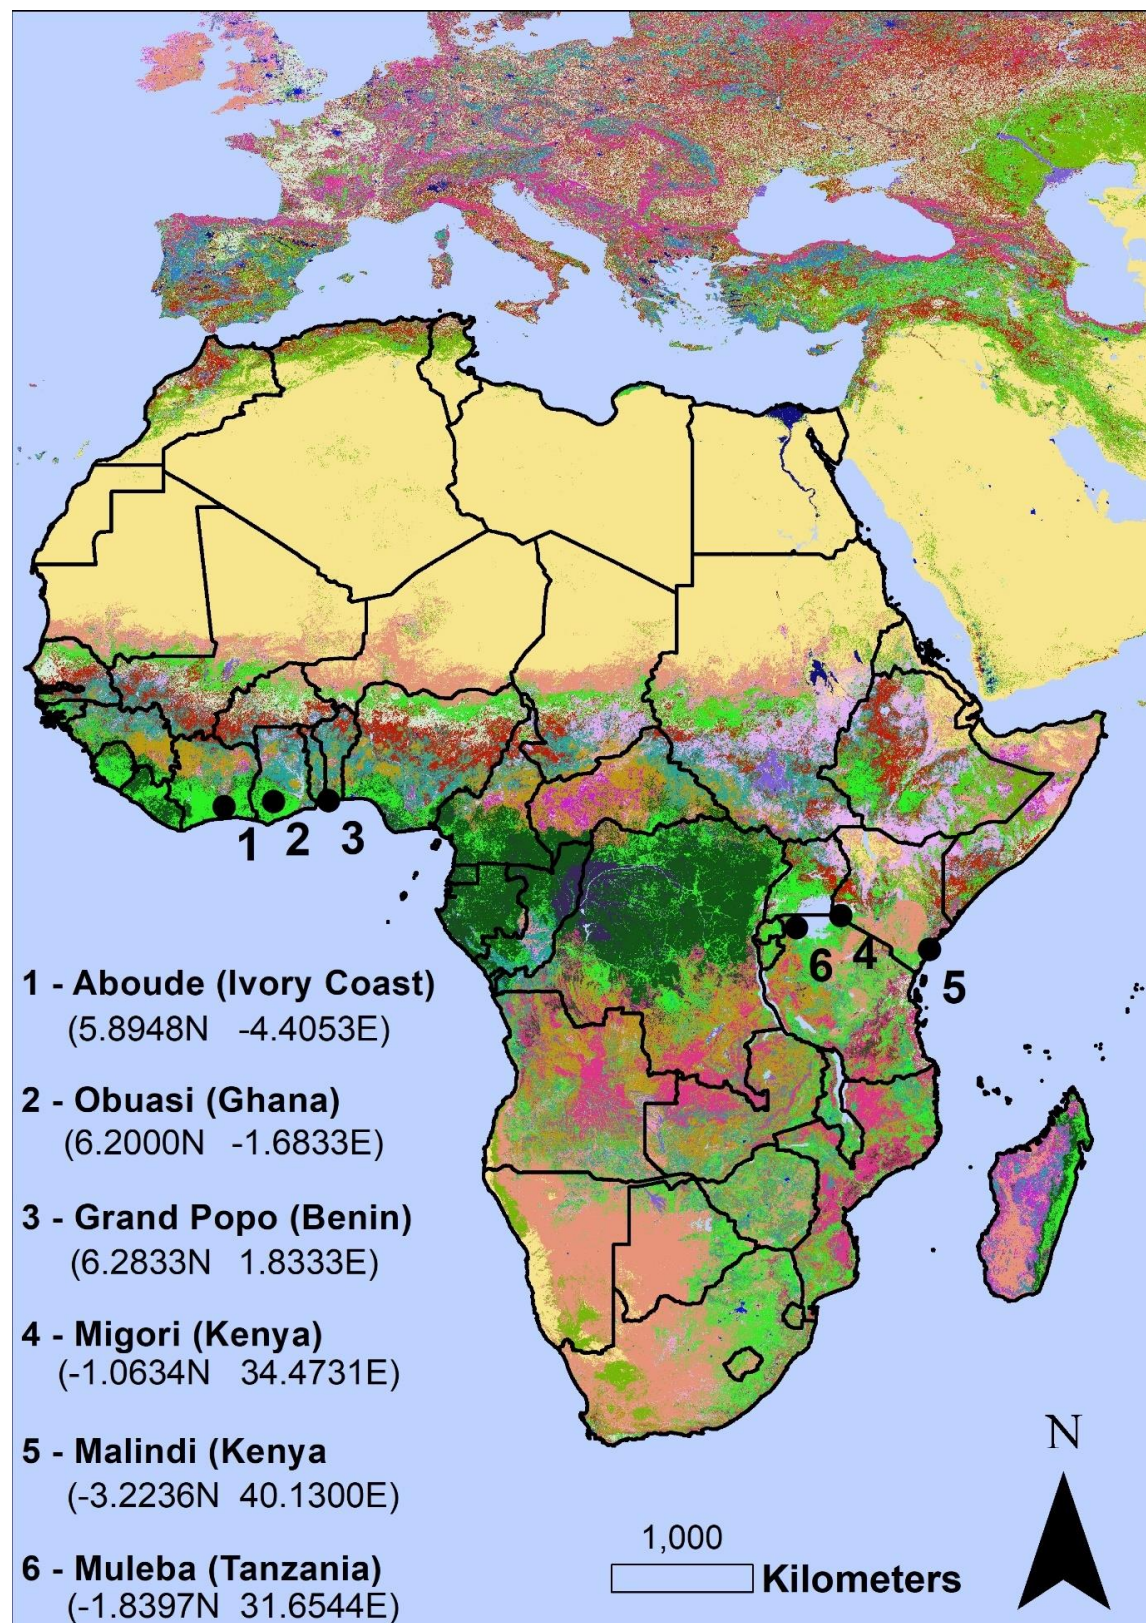 1
2
3
4
5
6
1 - Aboude (Ivory Coast)
(5.8948N -4.4053E)
2 - Obuasi (Ghana)
(6.2000N -1.6833E)
3 - Grand Popo (Benin)
(6.2833N 1.8333E)
4 - Migori (Kenya)
(-1.0634N 34.4731E)
5 - Malindi (Kenya
(-3.2236N 40.1300E)
6 - Muleba (Tanzania)
(-1.8397N 31.6544E)
N
1,000
Kilometers